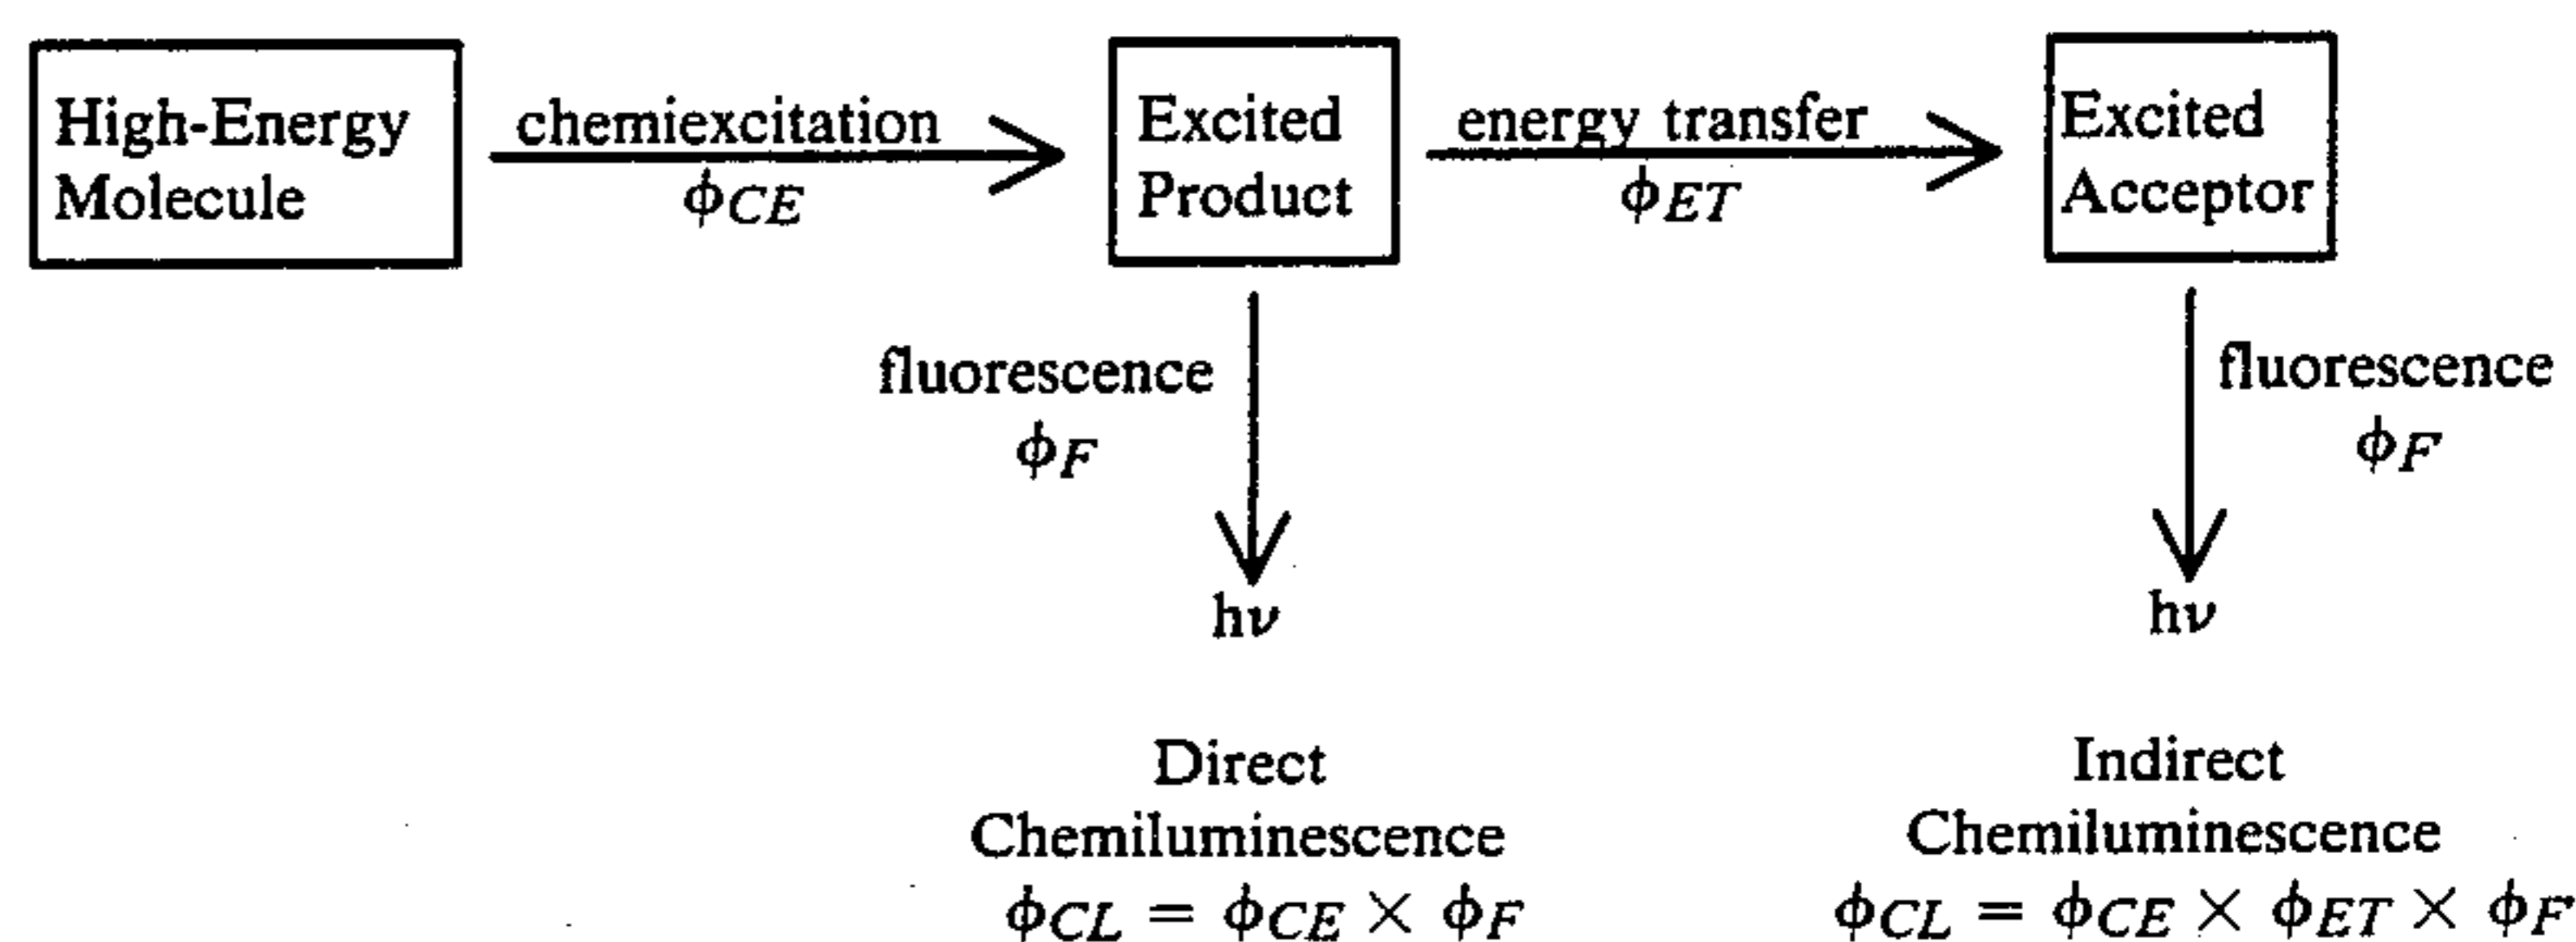 High-Energy
Molecule
chemiexcitation
ϕCE
Excited
Product
energy transfer
ϕET
Excited
Acceptor
fluorescence
ϕF
hν
fluorescence
ϕF
hν
Direct
Chemiluminescence
ϕCL = ϕCE × ϕF
Indirect
Chemiluminescence
ϕCL = ϕCE × ϕET × ϕF